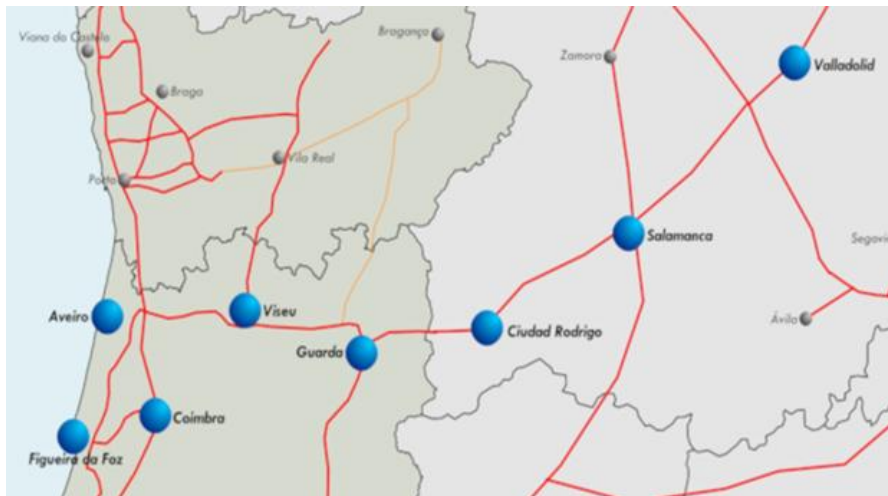 Viana do Castelo
Bragança
Zamora
Valladolid
Braga
Vila Real
Porto
Salamanca
Segovi
Aveiro
Viseu
Ávila
Guarda
Ciudad Rodrigo
Coimbra
Figueira da Foz